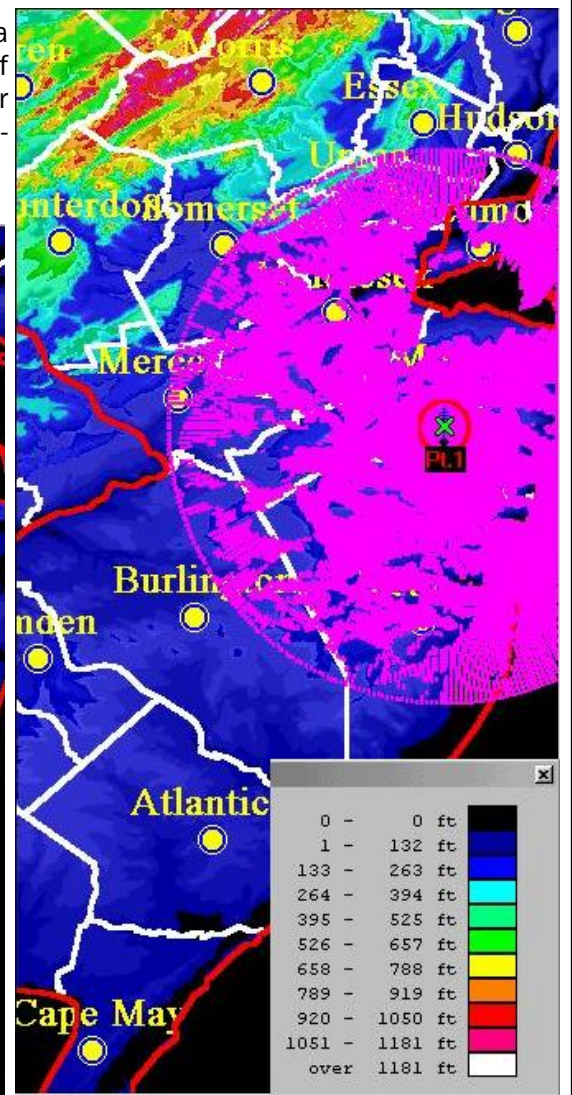 a
f
r
-
ren
Morris
Essex
Hudson
Somerset
Merce
Pt.1
Burlin
mden
Atlantic
Cape May
0 - 0 ft
1 - 132 ft
133 - 263 ft
264 - 394 ft
395 - 525 ft
526 - 657 ft
658 - 788 ft
789 - 919 ft
920 - 1050 ft
1051 - 1181 ft
over 1181 ft